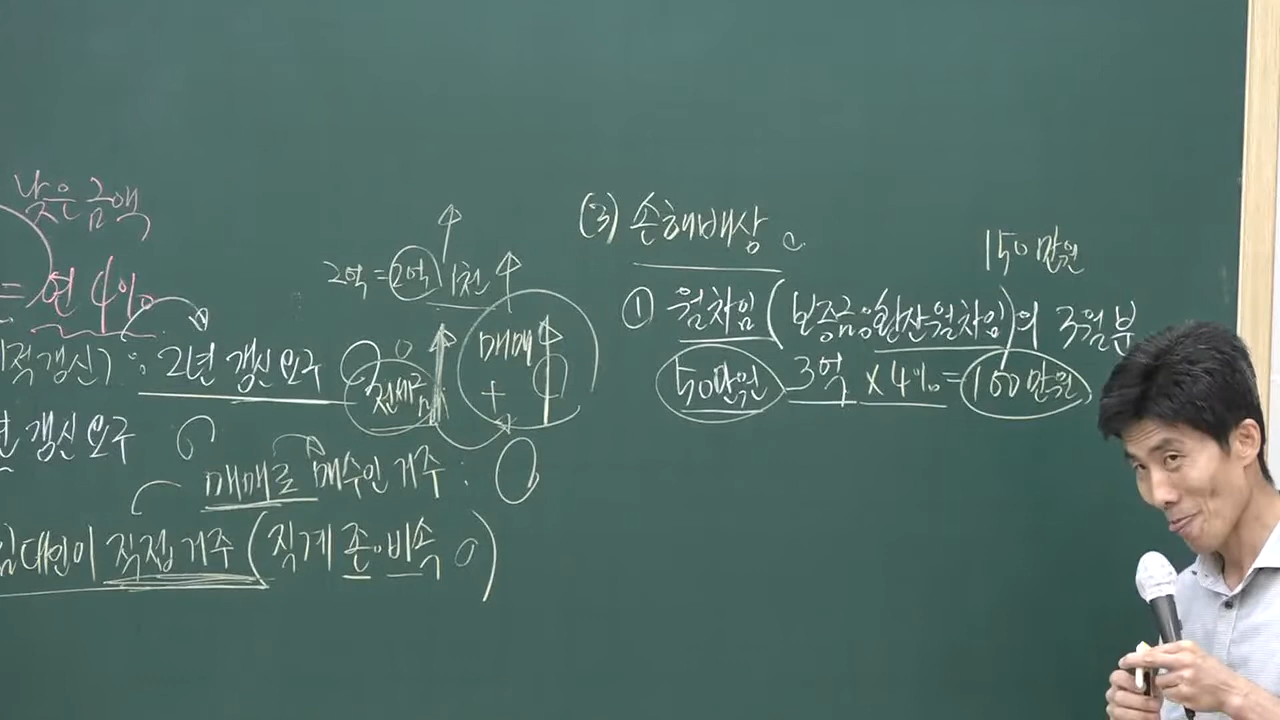 낮은 금액
= 연 4%
적갱신? : 2년 갱신요구
갱신요구
2억 = 2억 1천
전세금
매매
+
매매로 매수인 거주 :
임대인이 직접거주 (직계존·비속 O)
(3) 손해배상
150만원
① 월차임 (보증금 환산월차임)의 3월분
50만원 3억 × 4% = 100만원